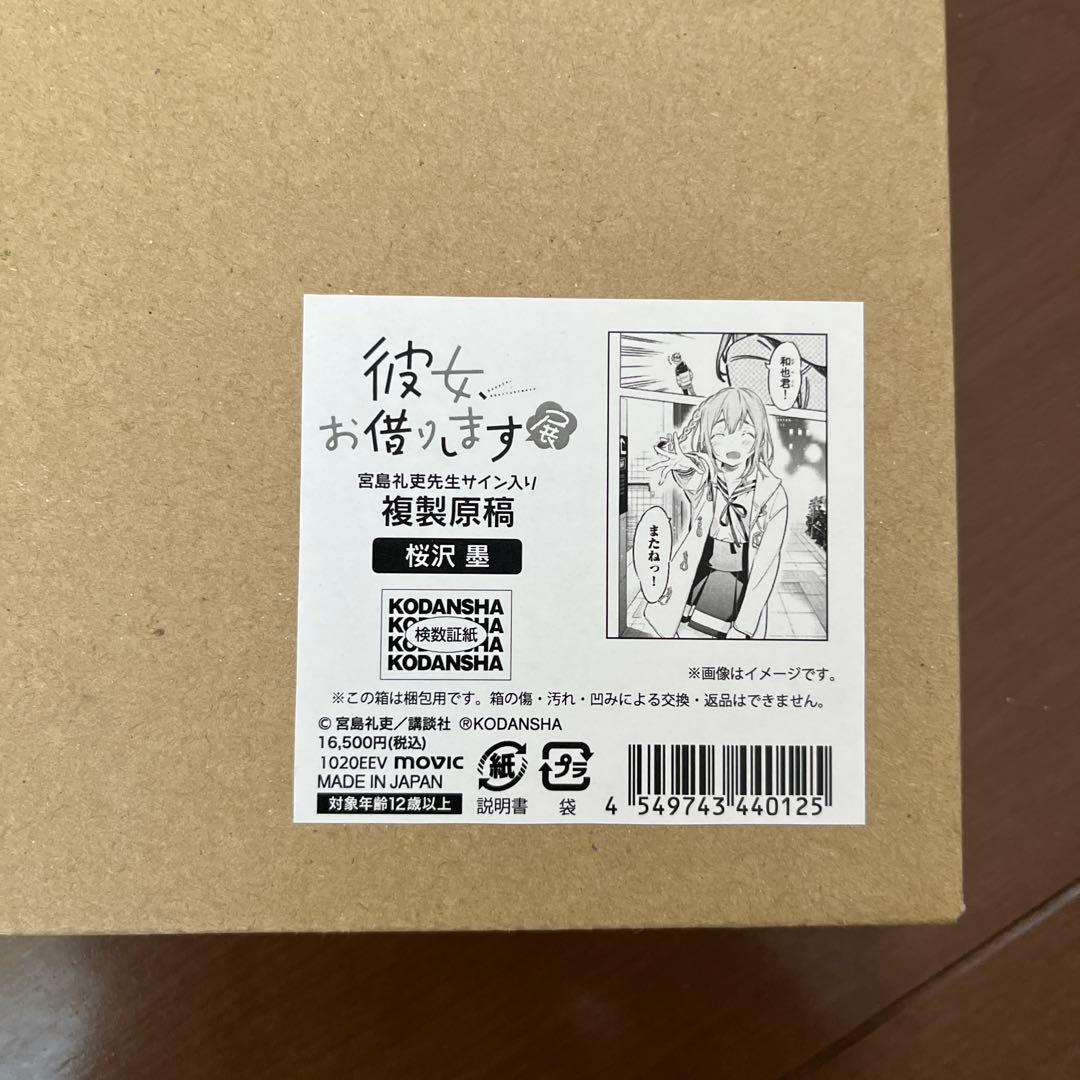 彼女、
お借りします展
宮島礼吏先生サイン入り
複製原稿
桜沢 墨
KODANSHA
KODANSHA
検数証紙
KODANSHA
KODANSHA
和也君！
またねっ！
※画像はイメージです。
※この箱は梱包用です。箱の傷・汚れ・凹みによる交換・返品はできません。
© 宮島礼吏／講談社 ®KODANSHA
16,500円(税込)
1020EEV movic
MADE IN JAPAN
対象年齢12歳以上
紙
説明書
プラ
袋
4 549743 440125